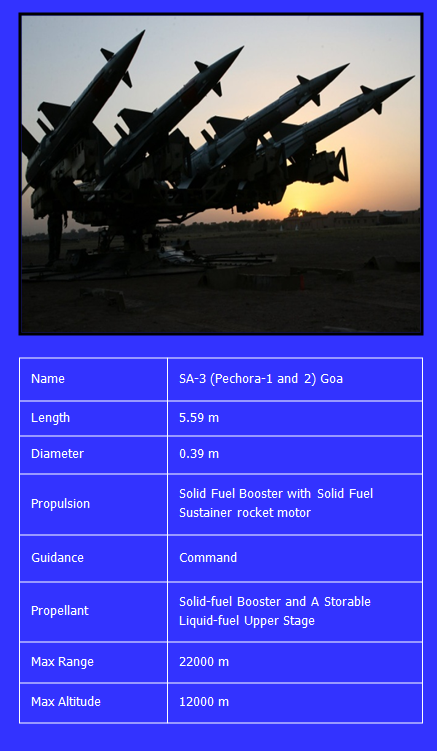 Name SA-3 (Pechora-1 and 2) Goa
Length 5.59 m
Diameter 0.39 m
Propulsion Solid Fuel Booster with Solid Fuel
Sustainer rocket motor
Guidance Command
Propellant Solid-fuel Booster and A Storable
Liquid-fuel Upper Stage
Max Range 22000 m
Max Altitude 12000 m